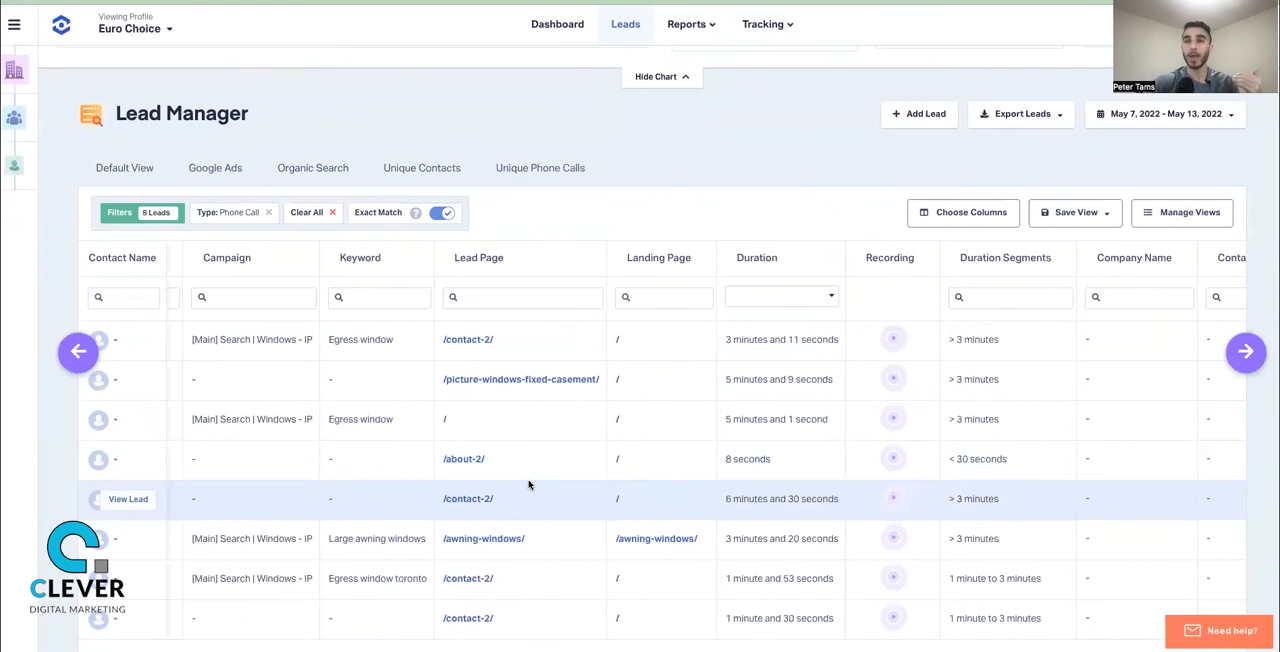 Viewing Profile
Euro Choice
Dashboard
Leads
Reports
Tracking
Peter Tams
Hide Chart
Lead Manager
+ Add Lead
Export Leads
May 7, 2022 - May 13, 2022
Default View
Google Ads
Organic Search
Unique Contacts
Unique Phone Calls
Filters 8 Leads
Type: Phone Call ×
Clear All ×
Exact Match ?
Choose Columns
Save View
Manage Views
Contact Name Campaign Keyword Lead Page Landing Page Duration Recording Duration Segments Company Name Conta
- [Main] Search | Windows - IP Egress window /contact-2/ / 3 minutes and 11 seconds > 3 minutes - -
- - - /picture-windows-fixed-casement/ / 5 minutes and 9 seconds > 3 minutes - -
- [Main] Search | Windows - IP Egress window / / 5 minutes and 1 second > 3 minutes - -
- - - /about-2/ / 8 seconds < 30 seconds - -
View Lead - - /contact-2/ / 6 minutes and 30 seconds > 3 minutes - -
- [Main] Search | Windows - IP Large awning windows /awning-windows/ /awning-windows/ 3 minutes and 20 seconds > 3 minutes - -
[Main] Search | Windows - IP Egress window toronto /contact-2/ / 1 minute and 53 seconds 1 minute to 3 minutes - -
- - - /contact-2/ / 1 minute and 30 seconds 1 minute to 3 minutes - -
CLEVER
DIGITAL MARKETING
Need help?